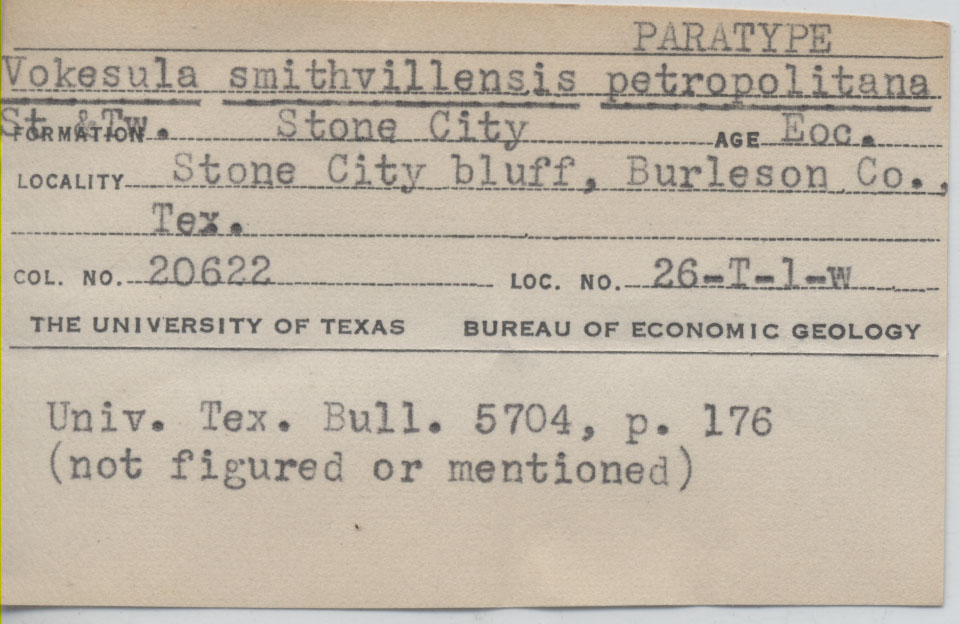 PARATYPE
Vokesula smithvillensis petropolitana
St. & Tw.
FORMATION Stone City AGE Eoc.
LOCALITY Stone City bluff, Burleson Co.,
Tex.
COL. NO. 20622 LOC. NO. 26-T-1-w
THE UNIVERSITY OF TEXAS BUREAU OF ECONOMIC GEOLOGY
Univ. Tex. Bull. 5704, p. 176
(not figured or mentioned)